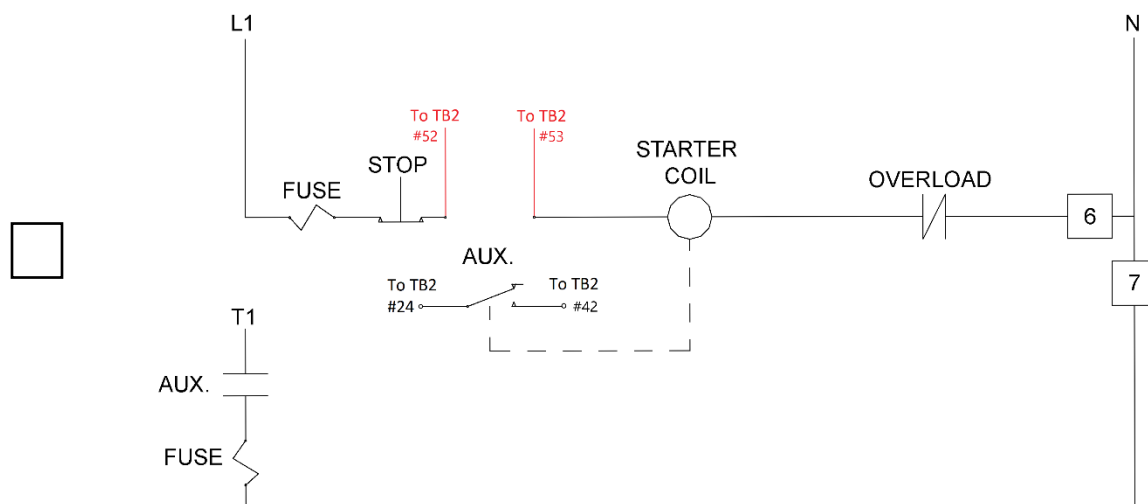 L1
N
To TB2
#52
To TB2
#53
STOP
STARTER
COIL
FUSE
OVERLOAD
6
AUX.
To TB2
#24
To TB2
#42
7
T1
AUX.
FUSE